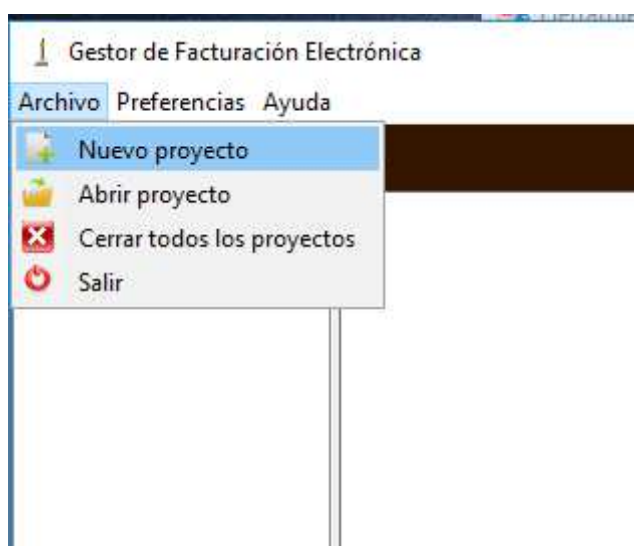 Gestor de Facturación Electrónica
Archivo Preferencias Ayuda
Nuevo proyecto
Abrir proyecto
Cerrar todos los proyectos
Salir